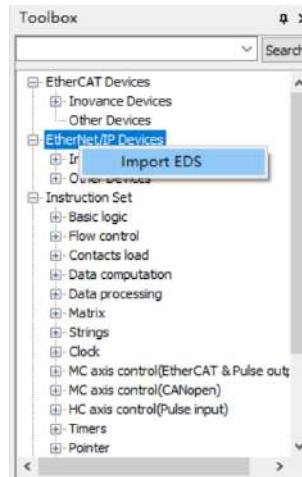 Toolbox
Search
EtherCAT Devices
Inovance Devices
Other Devices
EtherNet/IP Devices
Import EDS
Other Devices
Instruction Set
Basic logic
Flow control
Contacts load
Data computation
Data processing
Matrix
Strings
Clock
MC axis control(EtherCAT & Pulse outp
MC axis control(CANopen)
HC axis control(Pulse input)
Timers
Pointer